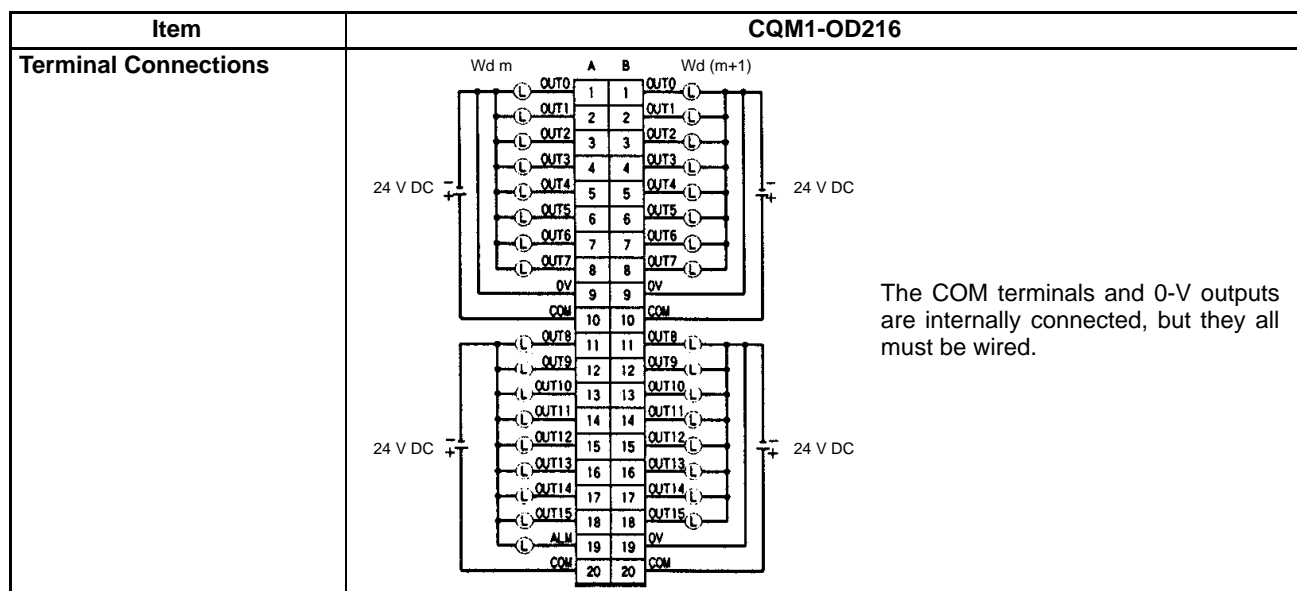 Item CQM1-OD216
Terminal Connections
Wd m A B Wd (m+1)
L OUT0 1 1 OUT0 L
L OUT1 2 2 OUT1 L
L OUT2 3 3 OUT2 L
L OUT3 4 4 OUT3 L
24 V DC - + L OUT4 5 5 OUT4 L - + 24 V DC
L OUT5 6 6 OUT5 L
L OUT6 7 7 OUT6 L
L OUT7 8 8 OUT7 L
0V 9 9 0V
COM 10 10 COM
L OUT8 11 11 OUT8 L
L OUT9 12 12 OUT9 L
L OUT10 13 13 OUT10 L
L OUT11 14 14 OUT11 L
24 V DC - + L OUT12 15 15 OUT12 L - + 24 V DC
L OUT13 16 16 OUT13 L
L OUT14 17 17 OUT14 L
L OUT15 18 18 OUT15 L
L ALM 19 19 0V
COM 20 20 COM
The COM terminals and 0-V outputs
are internally connected, but they all
must be wired.